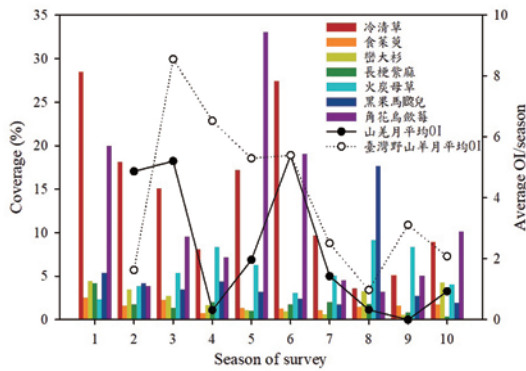 Coverage (%)
35
30
25
20
15
10
5
0
冷清草
食茱萸
巒大杉
長梗紫麻
火炭母草
黑果馬㼎兒
角花烏斂莓
山羌月平均OI
臺灣野山羊月平均OI
10
8
6
4
2
0
Average OI/season
1 2 3 4 5 6 7 8 9 10
Season of survey